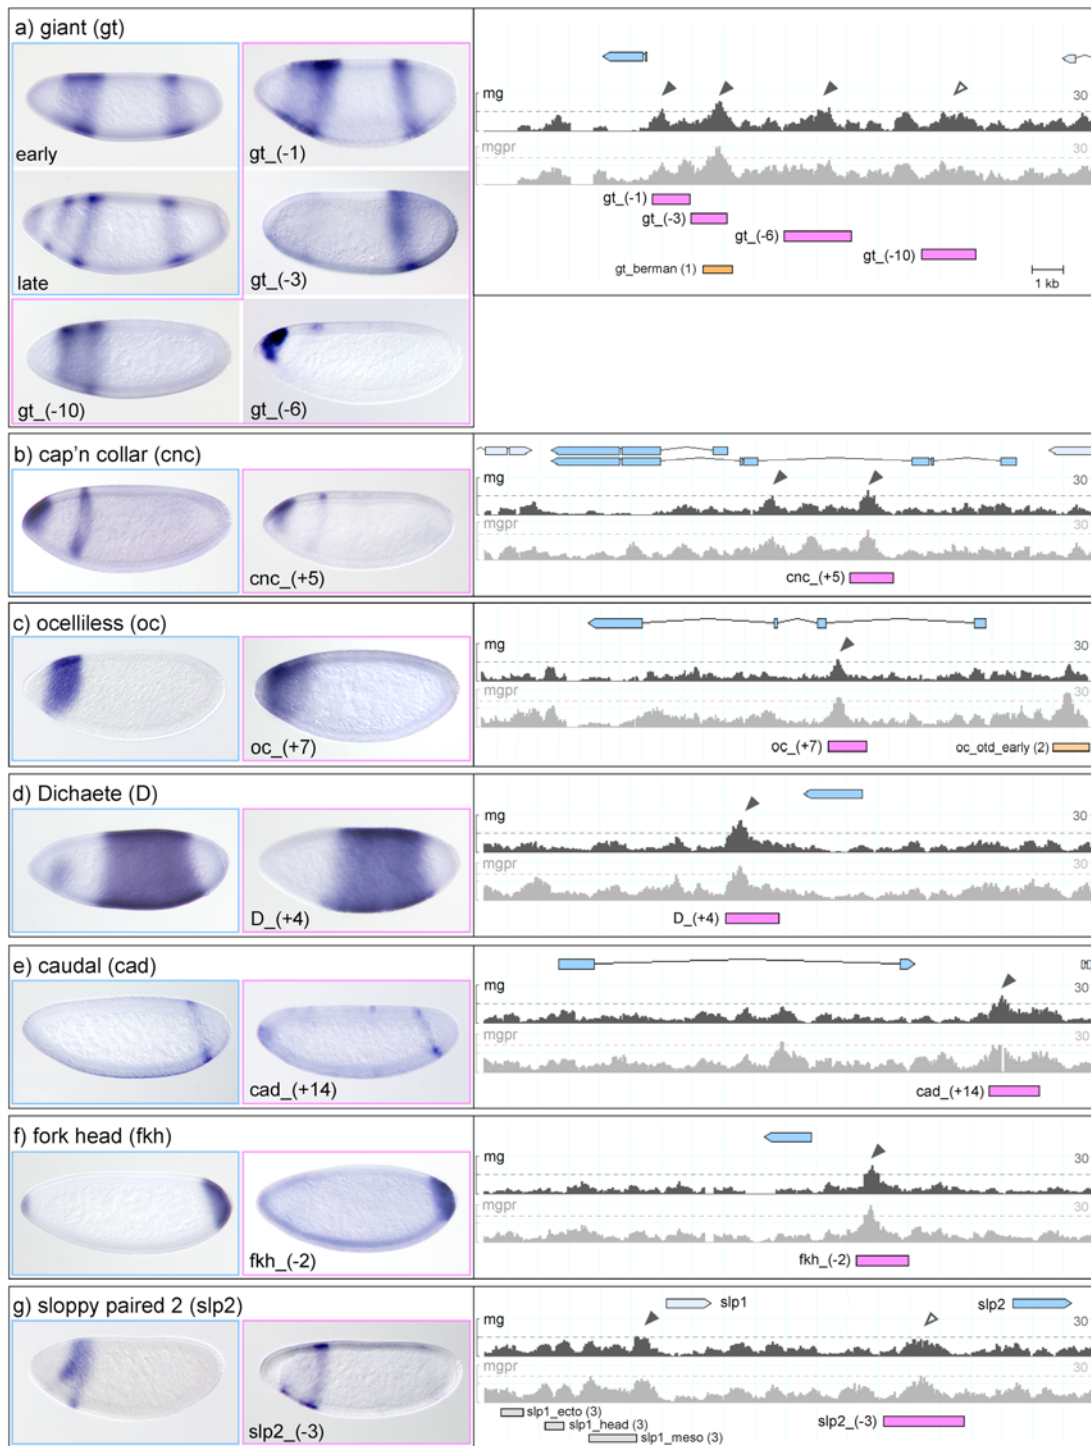 a) giant (gt)
early
gt_(-1)
late
gt_(-3)
gt_(-10)
gt_(-6)
mg
30
mgpr
30
gt_(-1)
gt_(-3)
gt_(-6)
gt_(-10)
gt_berman (1)
1 kb
b) cap'n collar (cnc)
cnc_(+5)
mg
30
mgpr
30
cnc_(+5)
c) ocelliless (oc)
oc_(+7)
mg
30
mgpr
30
oc_(+7)
oc_otd_early (2)
d) Dichaete (D)
D_(+4)
mg
30
mgpr
30
D_(+4)
e) caudal (cad)
cad_(+14)
mg
30
mgpr
30
cad_(+14)
f) fork head (fkh)
fkh_(-2)
mg
30
mgpr
30
fkh_(-2)
g) sloppy paired 2 (slp2)
slp2_(-3)
slp1
slp2
mg
30
mgpr
30
slp1_ecto (3)
slp1_head (3)
slp1_meso (3)
slp2_(-3)